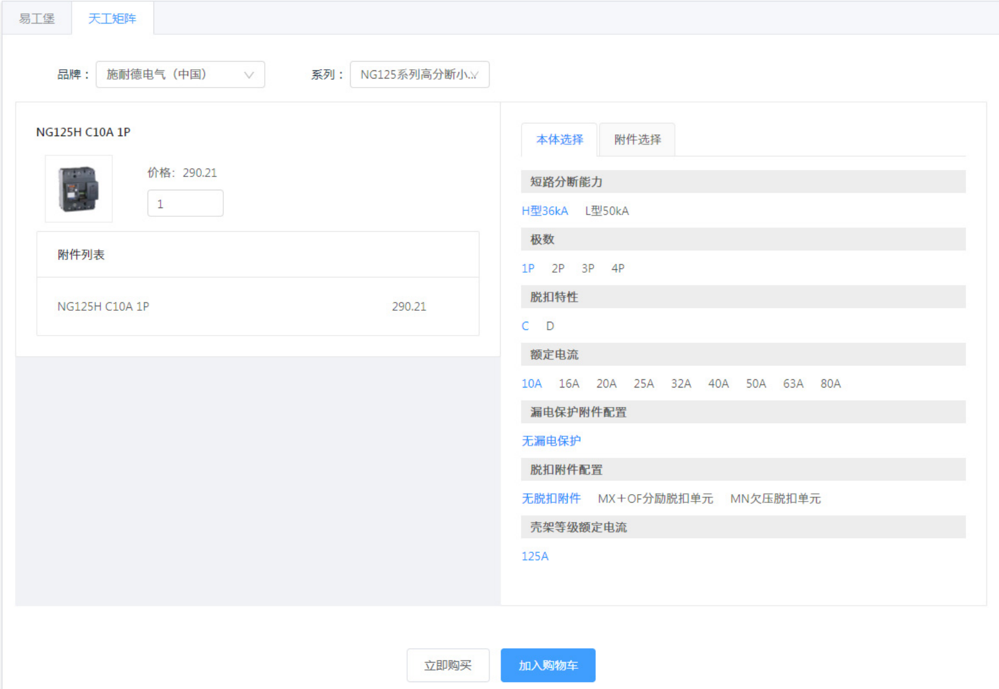 易工堡 天工矩阵
品牌： 施耐德电气（中国） 系列： NG125系列高分断小...
NG125H C10A 1P
价格: 290.21
1
附件列表
NG125H C10A 1P 290.21
本体选择 附件选择
短路分断能力
H型36kA L型50kA
极数
1P 2P 3P 4P
脱扣特性
C D
额定电流
10A 16A 20A 25A 32A 40A 50A 63A 80A
漏电保护附件配置
无漏电保护
脱扣附件配置
无脱扣附件 MX＋OF分励脱扣单元 MN欠压脱扣单元
壳架等级额定电流
125A
立即购买 加入购物车